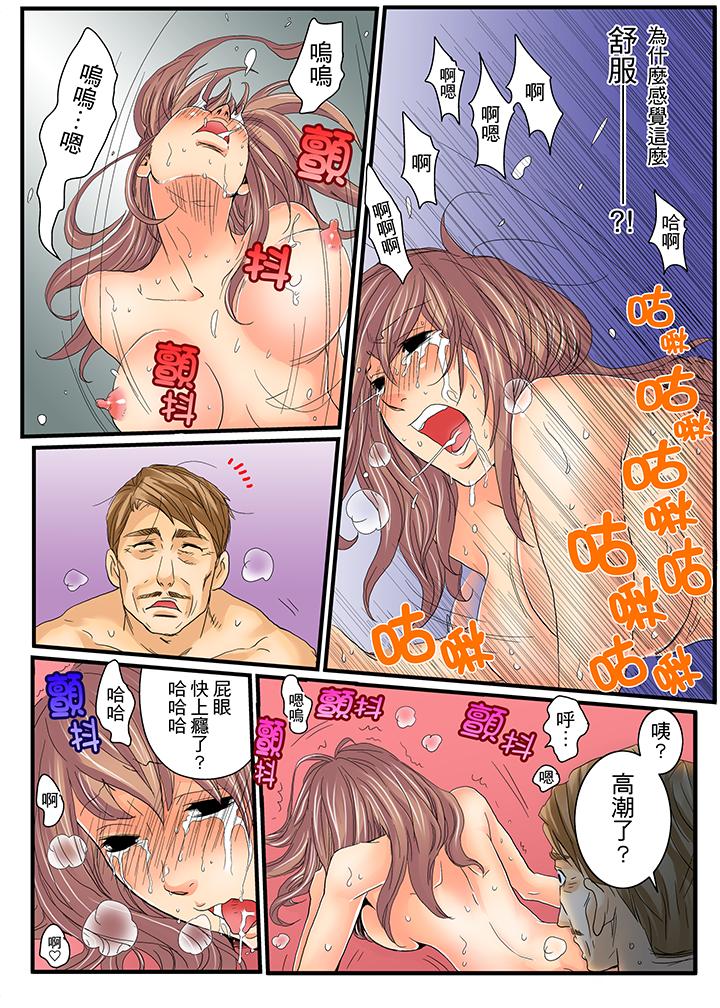 為什麼感覺這麼
舒服——?!
哈啊
啊
啊嗯
啊嗯
啊
啊啊啊
咕啾
咕啾
咕啾
咕啾
咕啾
咕啾
嗚嗚
嗚嗚…嗯
顫抖
顫抖
咦?
高潮了?
呼…
嗯
嗯嗚
顫抖
顫抖
顫抖
屁眼
快上癮了?
哈哈哈
哈哈
顫抖
啊
啊♡